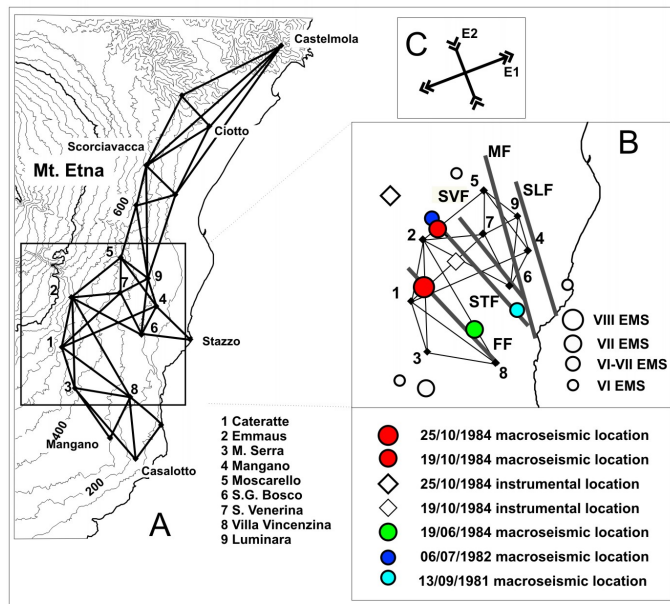 Castelmola
Ciotto
Scorciavacca
Mt. Etna
600
5
9
2
7
4
6
1
Stazzo
3
8
400
Mangano
Casalotto
200
A
1 Cateratte
2 Emmaus
3 M. Serra
4 Mangano
5 Moscarello
6 S.G. Bosco
7 S. Venerina
8 Villa Vincenzina
9 Luminara
C
E2
E1
B
MF
5
SVF
SLF
9
7
2
4
6
STF
1
FF
3
8
VIII EMS
VII EMS
VI-VII EMS
VI EMS
25/10/1984 macroseismic location
19/10/1984 macroseismic location
25/10/1984 instrumental location
19/10/1984 instrumental location
19/06/1984 macroseismic location
06/07/1982 macroseismic location
13/09/1981 macroseismic location